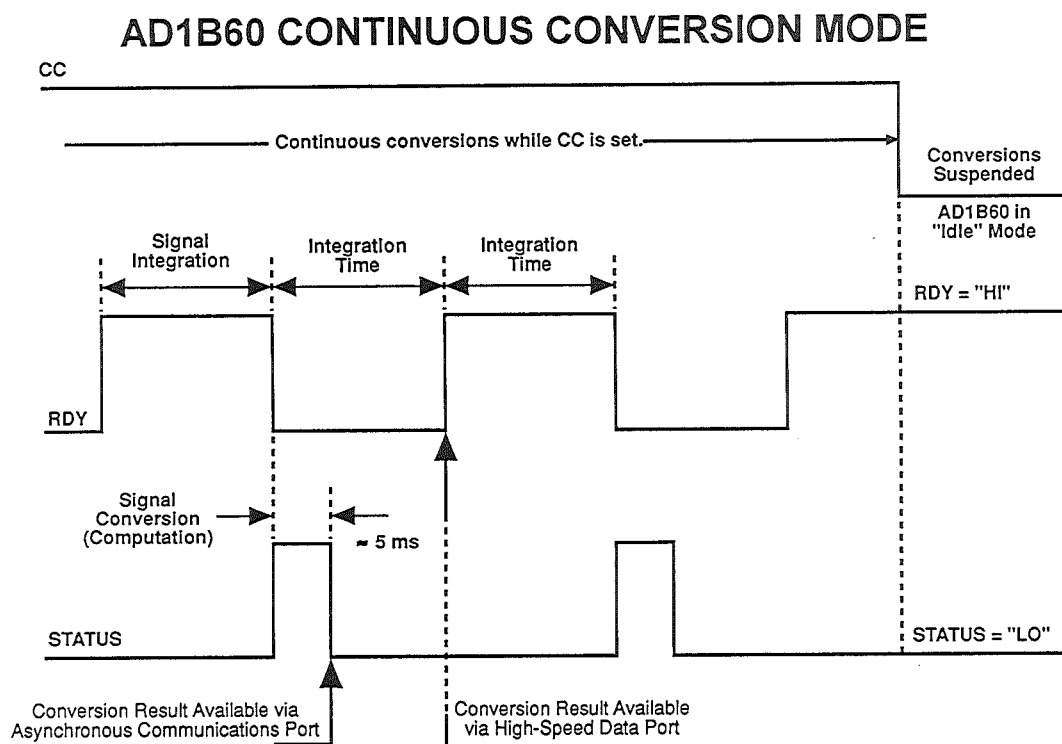 AD1B60 CONTINUOUS CONVERSION MODE
CC
Continuous conversions while CC is set.
Conversions
Suspended
AD1B60 in
"Idle" Mode
Signal
Integration
Integration
Time
Integration
Time
RDY = "HI"
RDY
Signal
Conversion
(Computation)
≈ 5 ms
STATUS
STATUS = "LO"
Conversion Result Available via
Asynchronous Communications Port
Conversion Result Available
via High-Speed Data Port